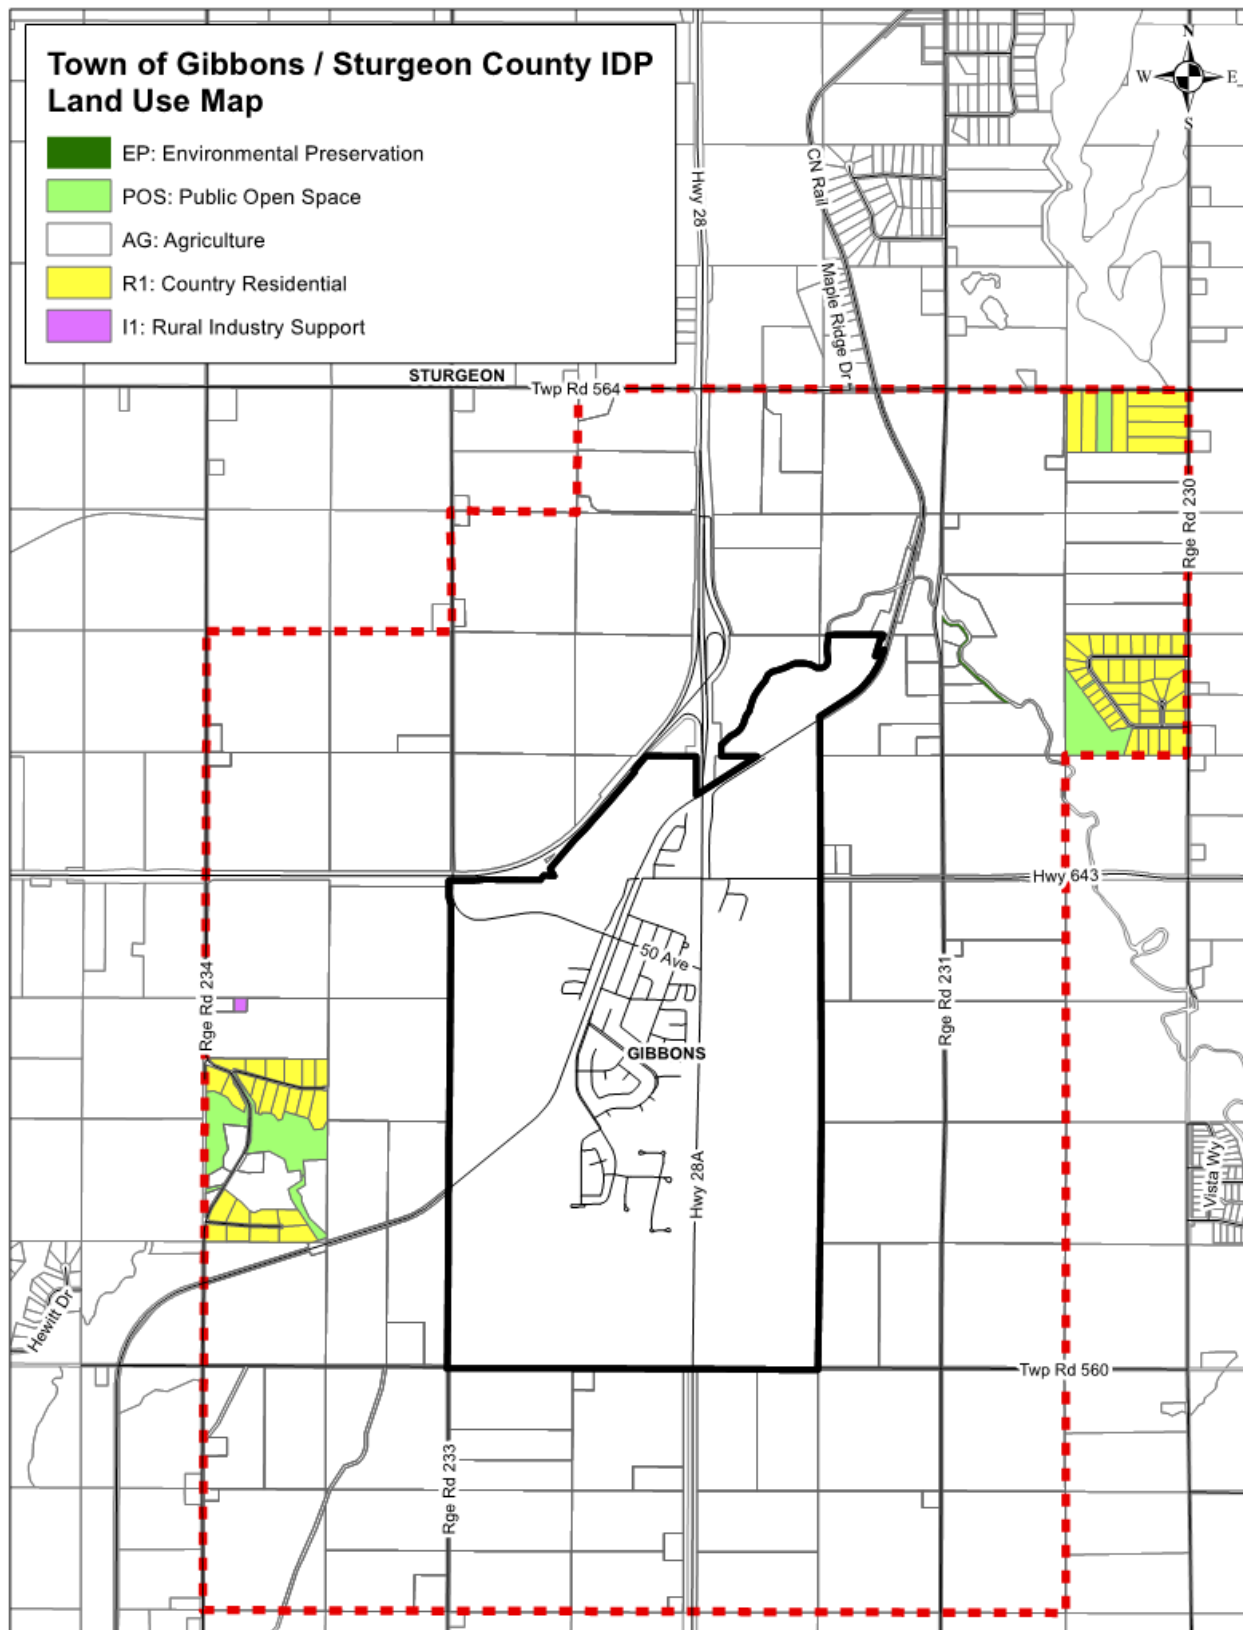 Town of Gibbons / Sturgeon County IDP
Land Use Map
EP: Environmental Preservation
POS: Public Open Space
AG: Agriculture
R1: Country Residential
I1: Rural Industry Support
N
W
E
S
Hwy 28
CN Rail
Maple Ridge Dr
STURGEON
Twp Rd 564
Rge Rd 230
Hwy 643
50 Ave
Rge Rd 234
Rge Rd 231
GIBBONS
Hwy 28A
Vista Wy
Hewitt Dr
Twp Rd 560
Rge Rd 233